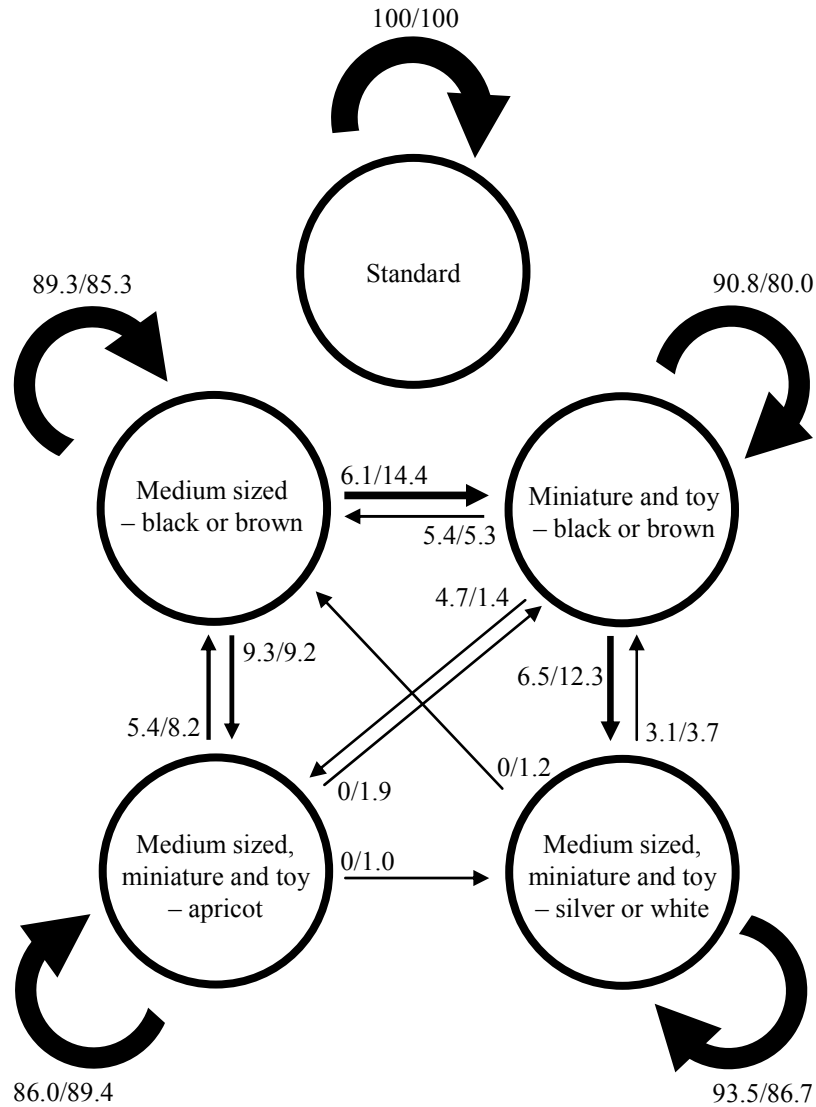 100/100
Standard
89.3/85.3
90.8/80.0
Medium sized
– black or brown
6.1/14.4
5.4/5.3
Miniature and toy
– black or brown
4.7/1.4
9.3/9.2
5.4/8.2
6.5/12.3
3.1/3.7
0/1.9
0/1.2
Medium sized,
miniature and toy
– apricot
0/1.0
Medium sized,
miniature and toy
– silver or white
86.0/89.4
93.5/86.7